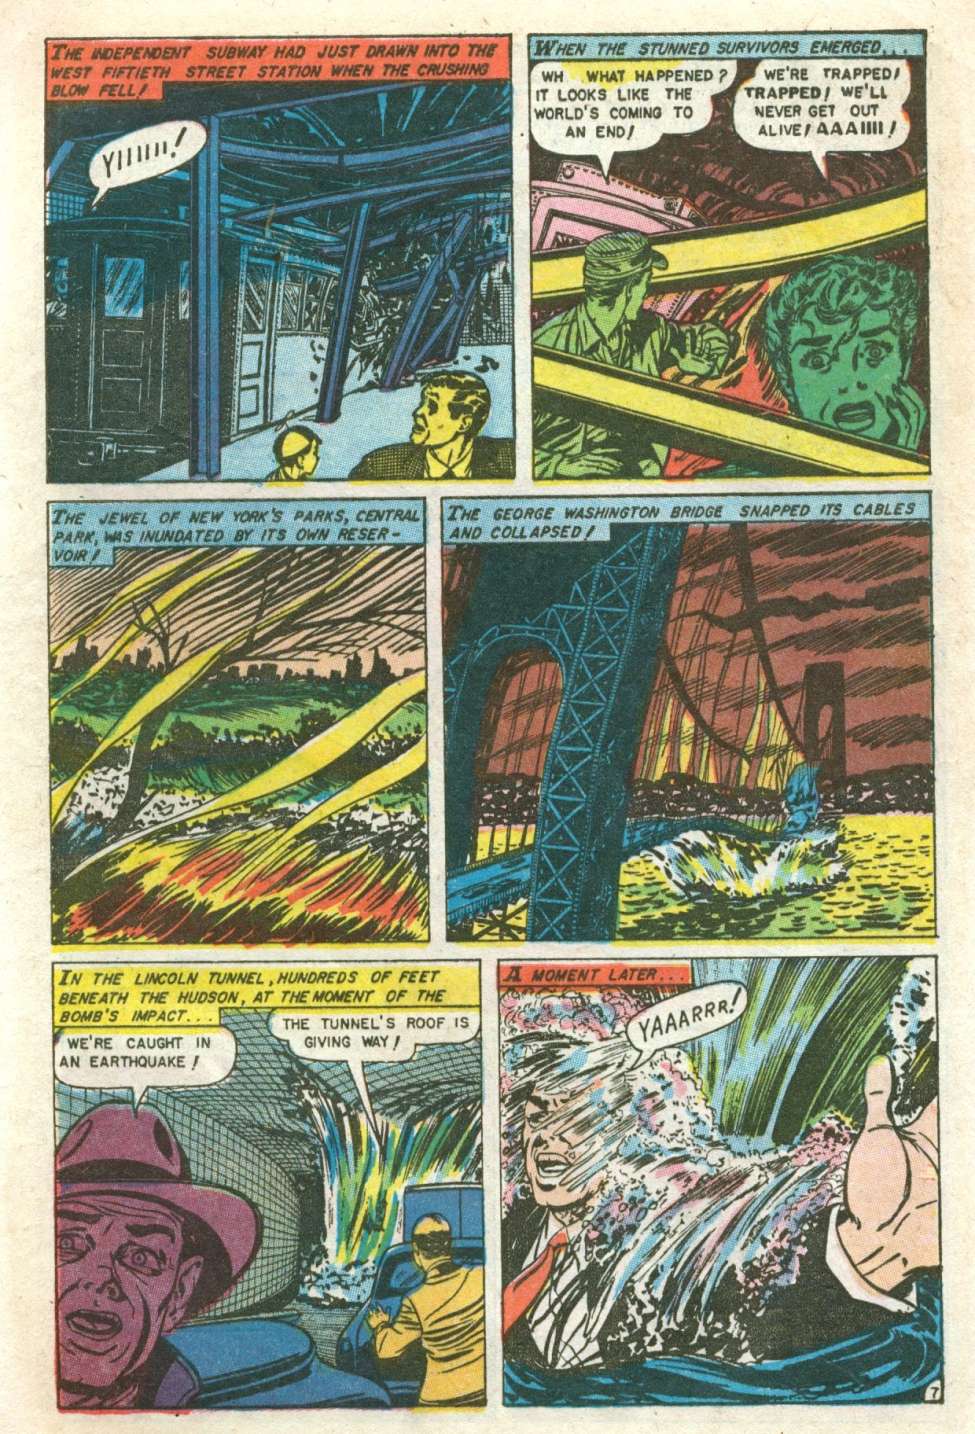 THE INDEPENDENT SUBWAY HAD JUST DRAWN INTO THE
WEST FIFTIETH STREET STATION WHEN THE CRUSHING
BLOW FELL!
YIIIIII!
WHEN THE STUNNED SURVIVORS EMERGED...
WH WHAT HAPPENED?
IT LOOKS LIKE THE
WORLD'S COMING TO
AN END!
WE'RE TRAPPED!
TRAPPED! WE'LL
NEVER GET OUT
ALIVE! AAAIIII!
THE JEWEL OF NEW YORK'S PARKS, CENTRAL
PARK, WAS INUNDATED BY ITS OWN RESER-
VOIR!
THE GEORGE WASHINGTON BRIDGE SNAPPED ITS CABLES
AND COLLAPSED!
IN THE LINCOLN TUNNEL, HUNDREDS OF FEET
BENEATH THE HUDSON, AT THE MOMENT OF THE
BOMB'S IMPACT...
WE'RE CAUGHT IN
AN EARTHQUAKE!
THE TUNNEL'S ROOF IS
GIVING WAY!
A MOMENT LATER...
YAAARRR!
7